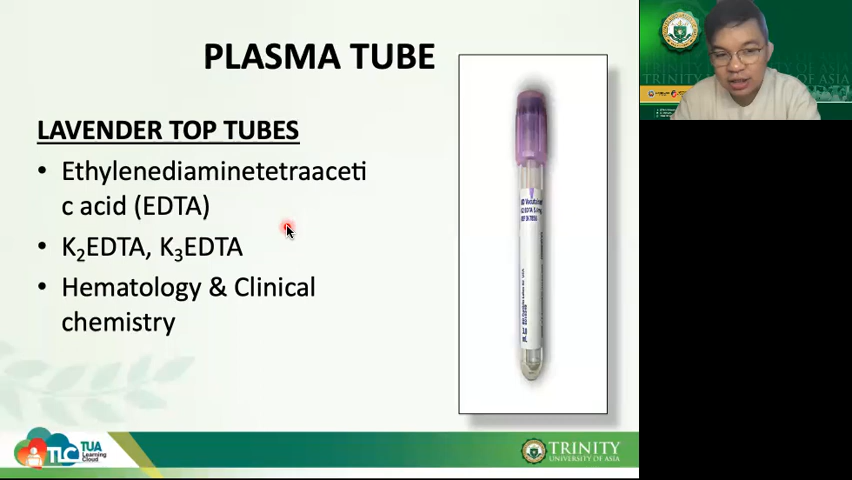 PLASMA TUBE
LAVENDER TOP TUBES
• Ethylenediaminetetraaceti
c acid (EDTA)
• K₂EDTA, K₃EDTA
• Hematology & Clinical
chemistry
TLC
TUA
Learning
Cloud
TRINITY
UNIVERSITY OF ASIA